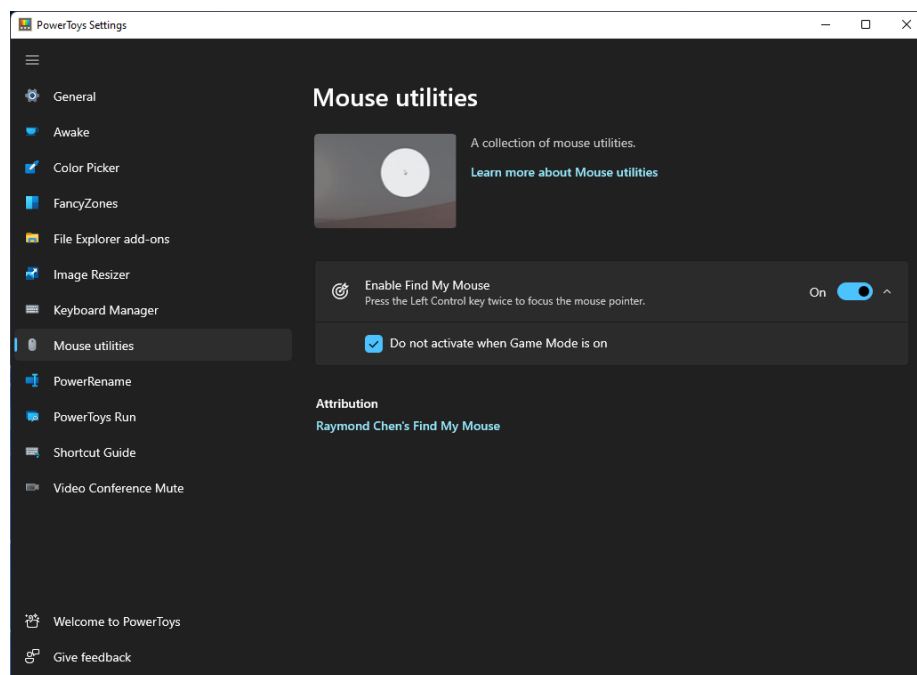 PowerToys Settings
General
Awake
Color Picker
FancyZones
File Explorer add-ons
Image Resizer
Keyboard Manager
Mouse utilities
PowerRename
PowerToys Run
Shortcut Guide
Video Conference Mute
Welcome to PowerToys
Give feedback
Mouse utilities
A collection of mouse utilities.
Learn more about Mouse utilities
Enable Find My Mouse
Press the Left Control key twice to focus the mouse pointer.
On
Do not activate when Game Mode is on
Attribution
Raymond Chen's Find My Mouse